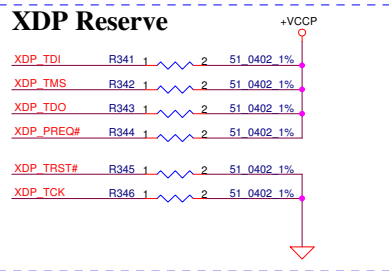 XDP Reserve
+VCCP
XDP_TDI R341 1 2 51_0402_1%
XDP_TMS R342 1 2 51_0402_1%
XDP_TDO R343 1 2 51_0402_1%
XDP_PREQ# R344 1 2 51_0402_1%
XDP_TRST# R345 1 2 51_0402_1%
XDP_TCK R346 1 2 51_0402_1%